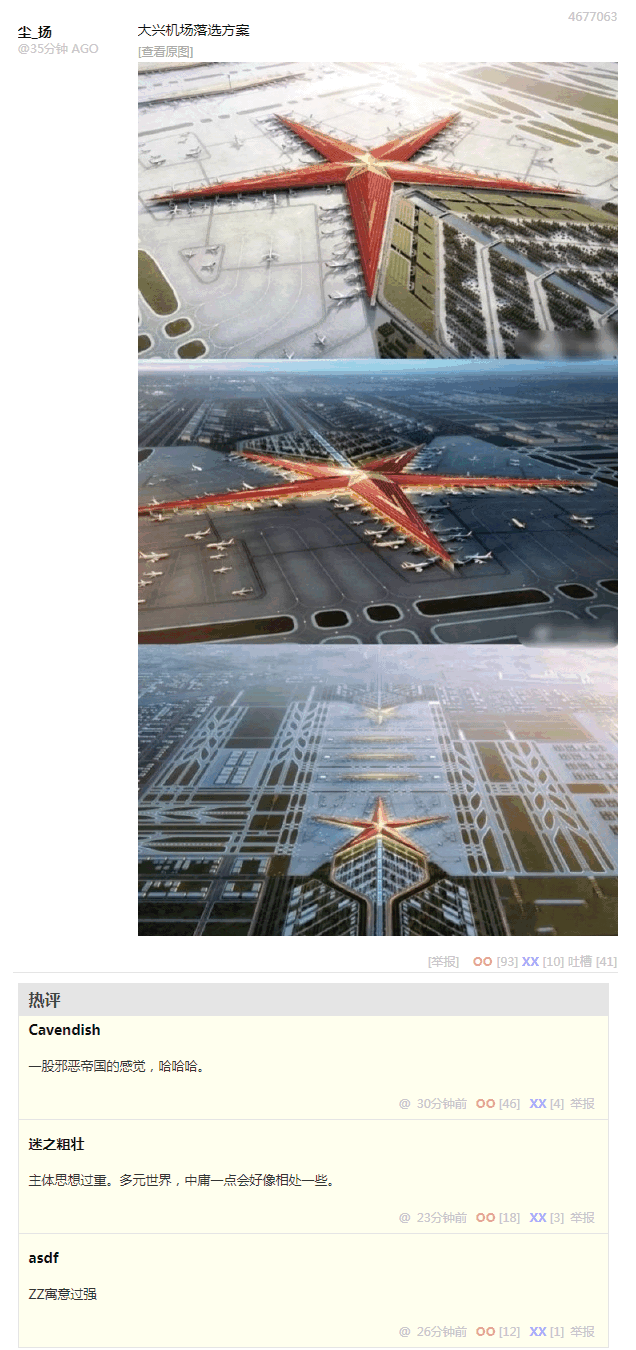 4677063
尘_扬
@35分钟 AGO
大兴机场落选方案
[查看原图]
[举报] OO [93] XX [10] 吐槽 [41]
热评
Cavendish
一股邪恶帝国的感觉，哈哈哈。
@ 30分钟前 OO [46] XX [4] 举报
迷之粗壮
主体思想过重。多元世界，中庸一点会好像相处一些。
@ 23分钟前 OO [18] XX [3] 举报
asdf
ZZ寓意过强
@ 26分钟前 OO [12] XX [1] 举报